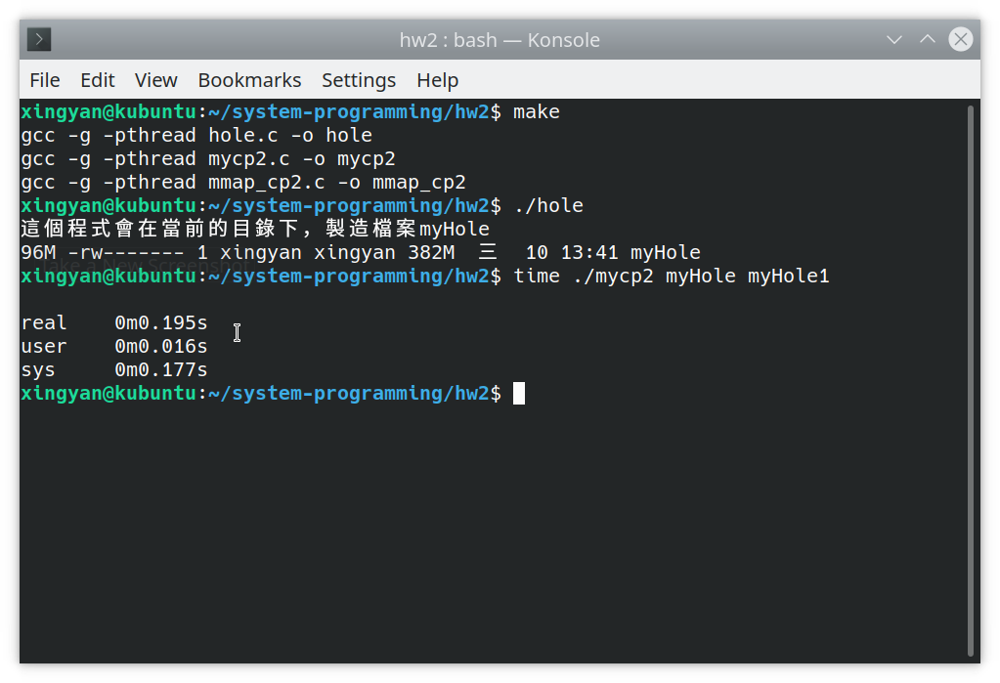 hw2 : bash — Konsole
File Edit View Bookmarks Settings Help
xingyan@kubuntu:~/system-programming/hw2$ make
gcc -g -pthread hole.c -o hole
gcc -g -pthread mycp2.c -o mycp2
gcc -g -pthread mmap_cp2.c -o mmap_cp2
xingyan@kubuntu:~/system-programming/hw2$ ./hole
這個程式會在當前的目錄下，製造檔案myHole
96M -rw------- 1 xingyan xingyan 382M 三 10 13:41 myHole
Take a New Screenshot
xingyan@kubuntu:~/system-programming/hw2$ time ./mycp2 myHole myHole1
real 0m0.195s
user 0m0.016s
sys 0m0.177s
xingyan@kubuntu:~/system-programming/hw2$